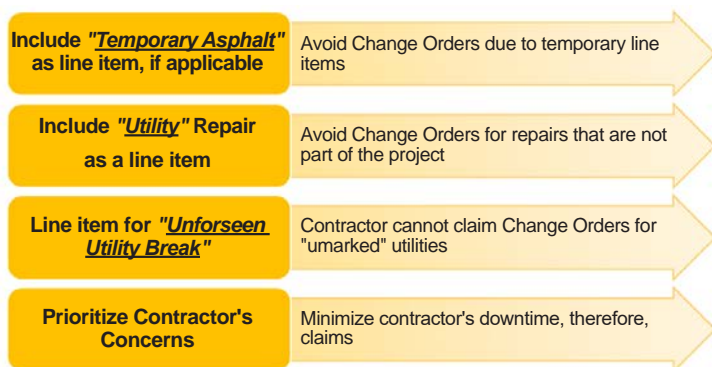 Include "Temporary Asphalt"
as line item, if applicable
Avoid Change Orders due to temporary line
items
Include "Utility" Repair
as a line item
Avoid Change Orders for repairs that are not
part of the project
Line item for "Unforseen
Utility Break"
Contractor cannot claim Change Orders for
"umarked" utilities
Prioritize Contractor's
Concerns
Minimize contractor's downtime, therefore,
claims